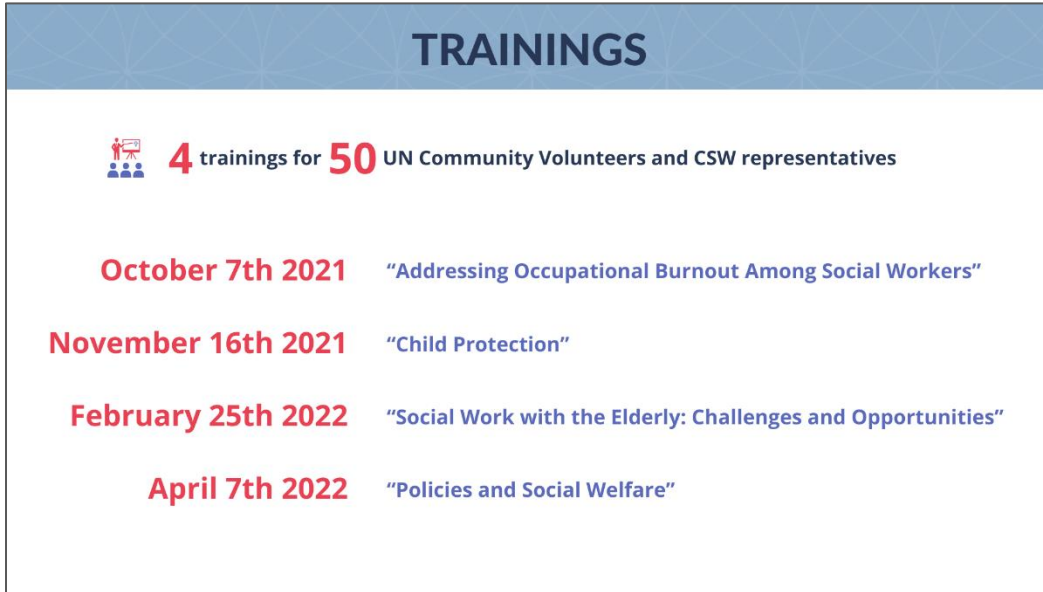 TRAININGS
4 trainings for 50 UN Community Volunteers and CSW representatives
October 7th 2021 “Addressing Occupational Burnout Among Social Workers”
November 16th 2021 “Child Protection”
February 25th 2022 “Social Work with the Elderly: Challenges and Opportunities”
April 7th 2022 “Policies and Social Welfare”